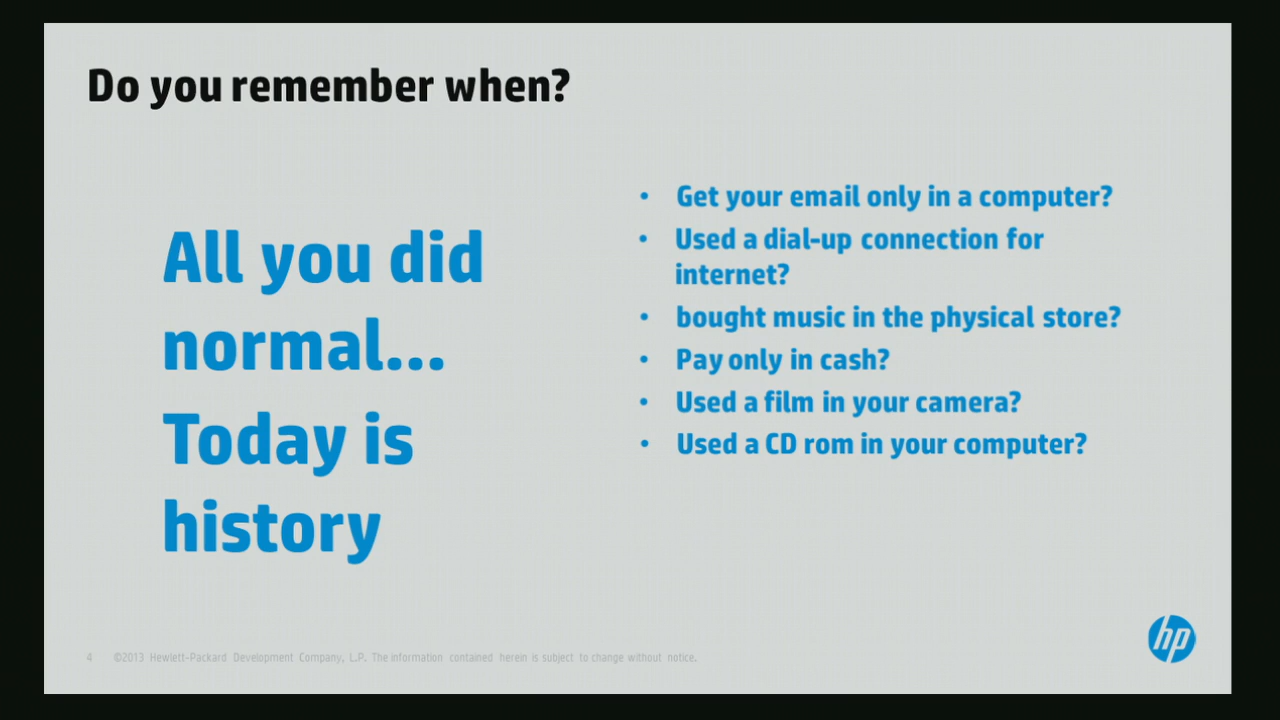 Do you remember when?
All you did
normal...
Today is
history
• Get your email only in a computer?
• Used a dial-up connection for
internet?
• bought music in the physical store?
• Pay only in cash?
• Used a film in your camera?
• Used a CD rom in your computer?
4 ©2013 Hewlett-Packard Development Company, L.P. The information contained herein is subject to change without notice.
hp